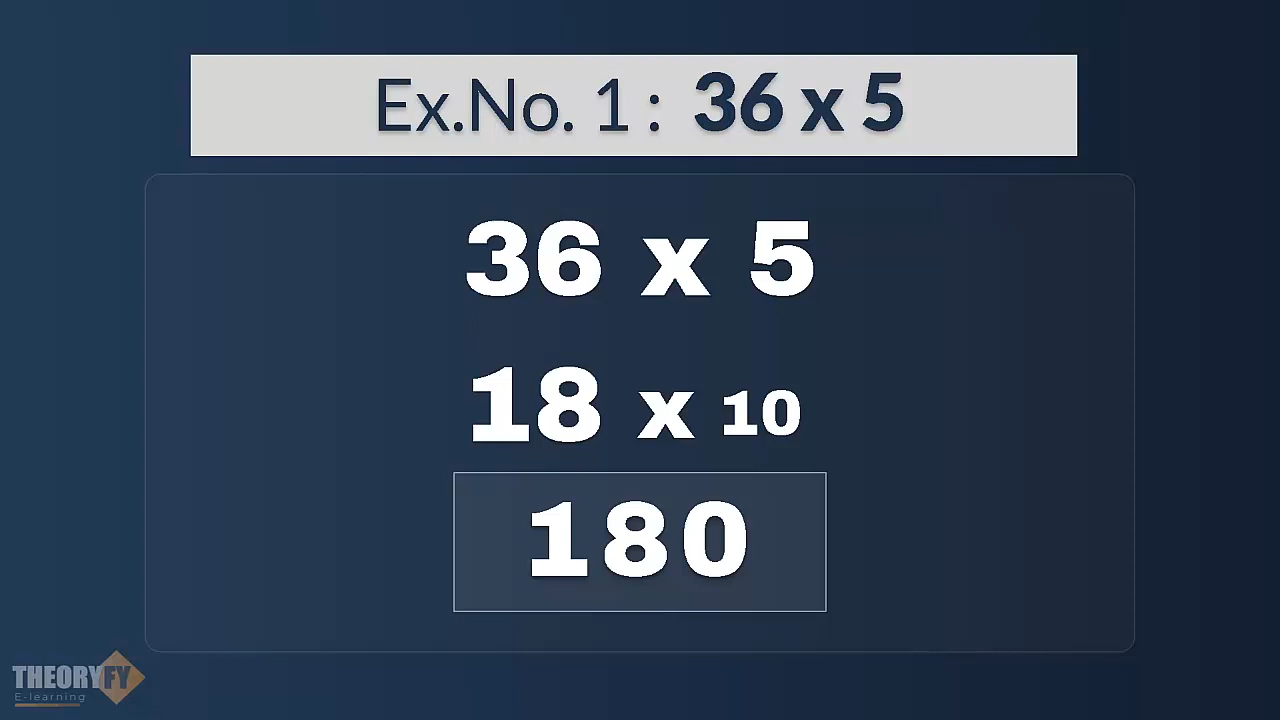 Ex.No. 1 : 36 x 5
36 x 5
18 x 10
180
THEORYFY
E-learning